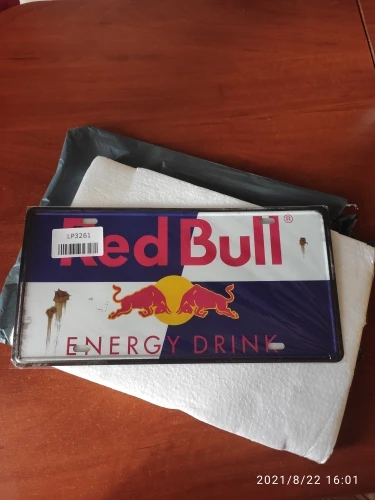 LP3261
Red Bull®
ENERGY DRINK
2021/8/22 16:01